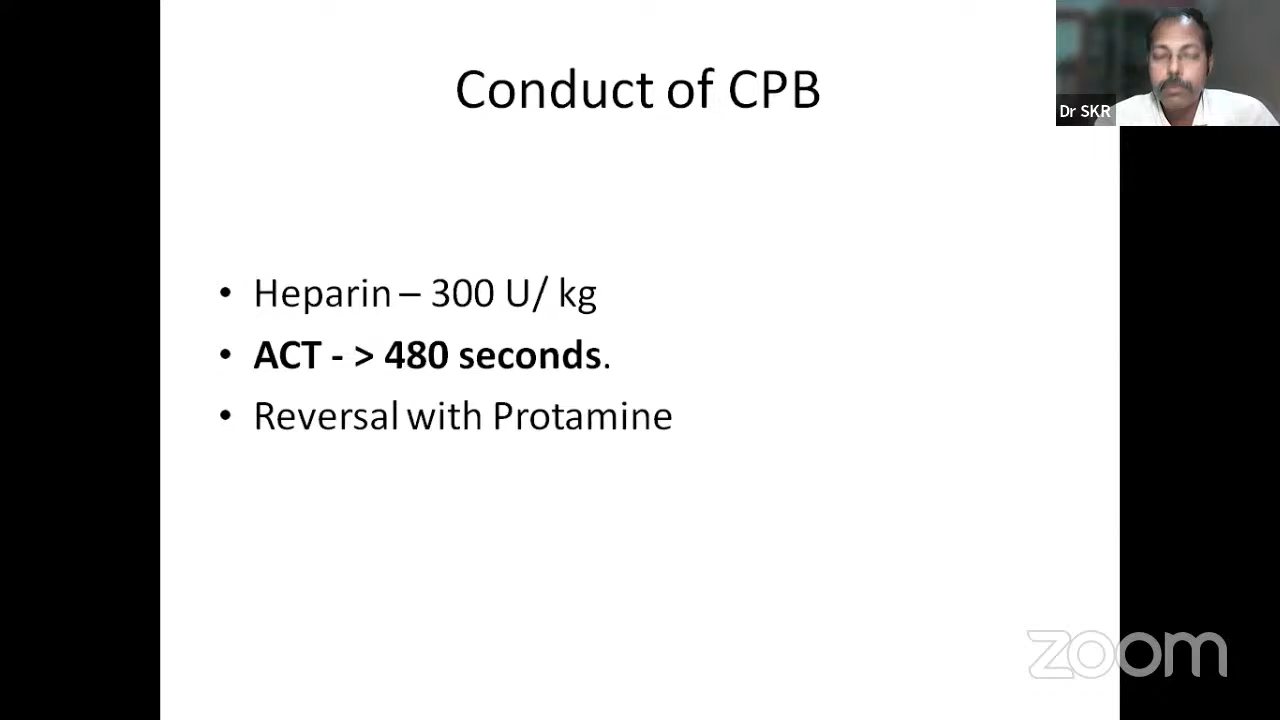 Conduct of CPB
Dr SKR
• Heparin – 300 U/ kg
• ACT - > 480 seconds.
• Reversal with Protamine
zoom